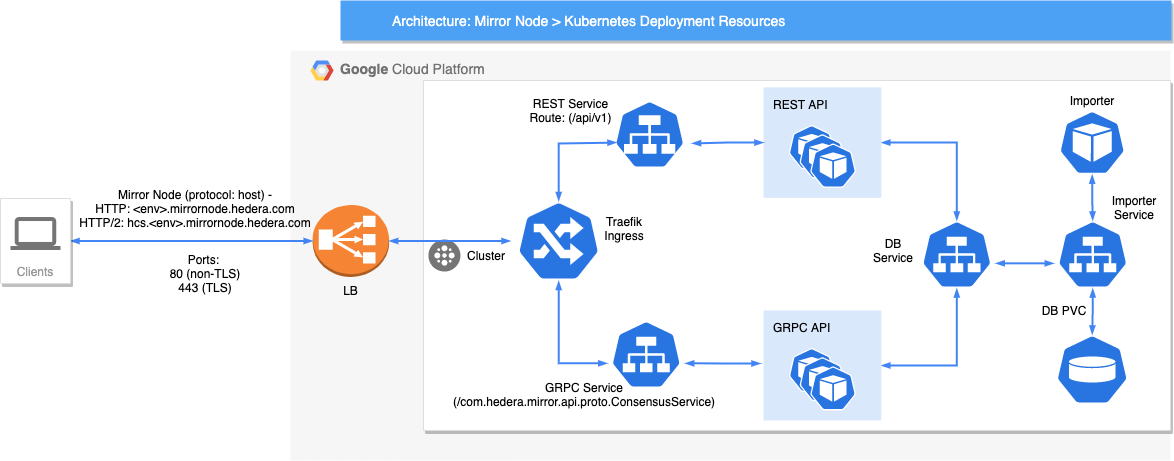 Architecture: Mirror Node > Kubernetes Deployment Resources
Google Cloud Platform
REST Service
Route: (/api/v1)
REST API
Importer
Mirror Node (protocol: host) -
HTTP: <env>.mirrornode.hedera.com
HTTP/2: hcs.<env>.mirrornode.hedera.com
Clients
Ports:
80 (non-TLS)
443 (TLS)
LB
Cluster
Traefik
Ingress
DB
Service
Importer
Service
DB PVC
GRPC API
GRPC Service
(/com.hedera.mirror.api.proto.ConsensusService)